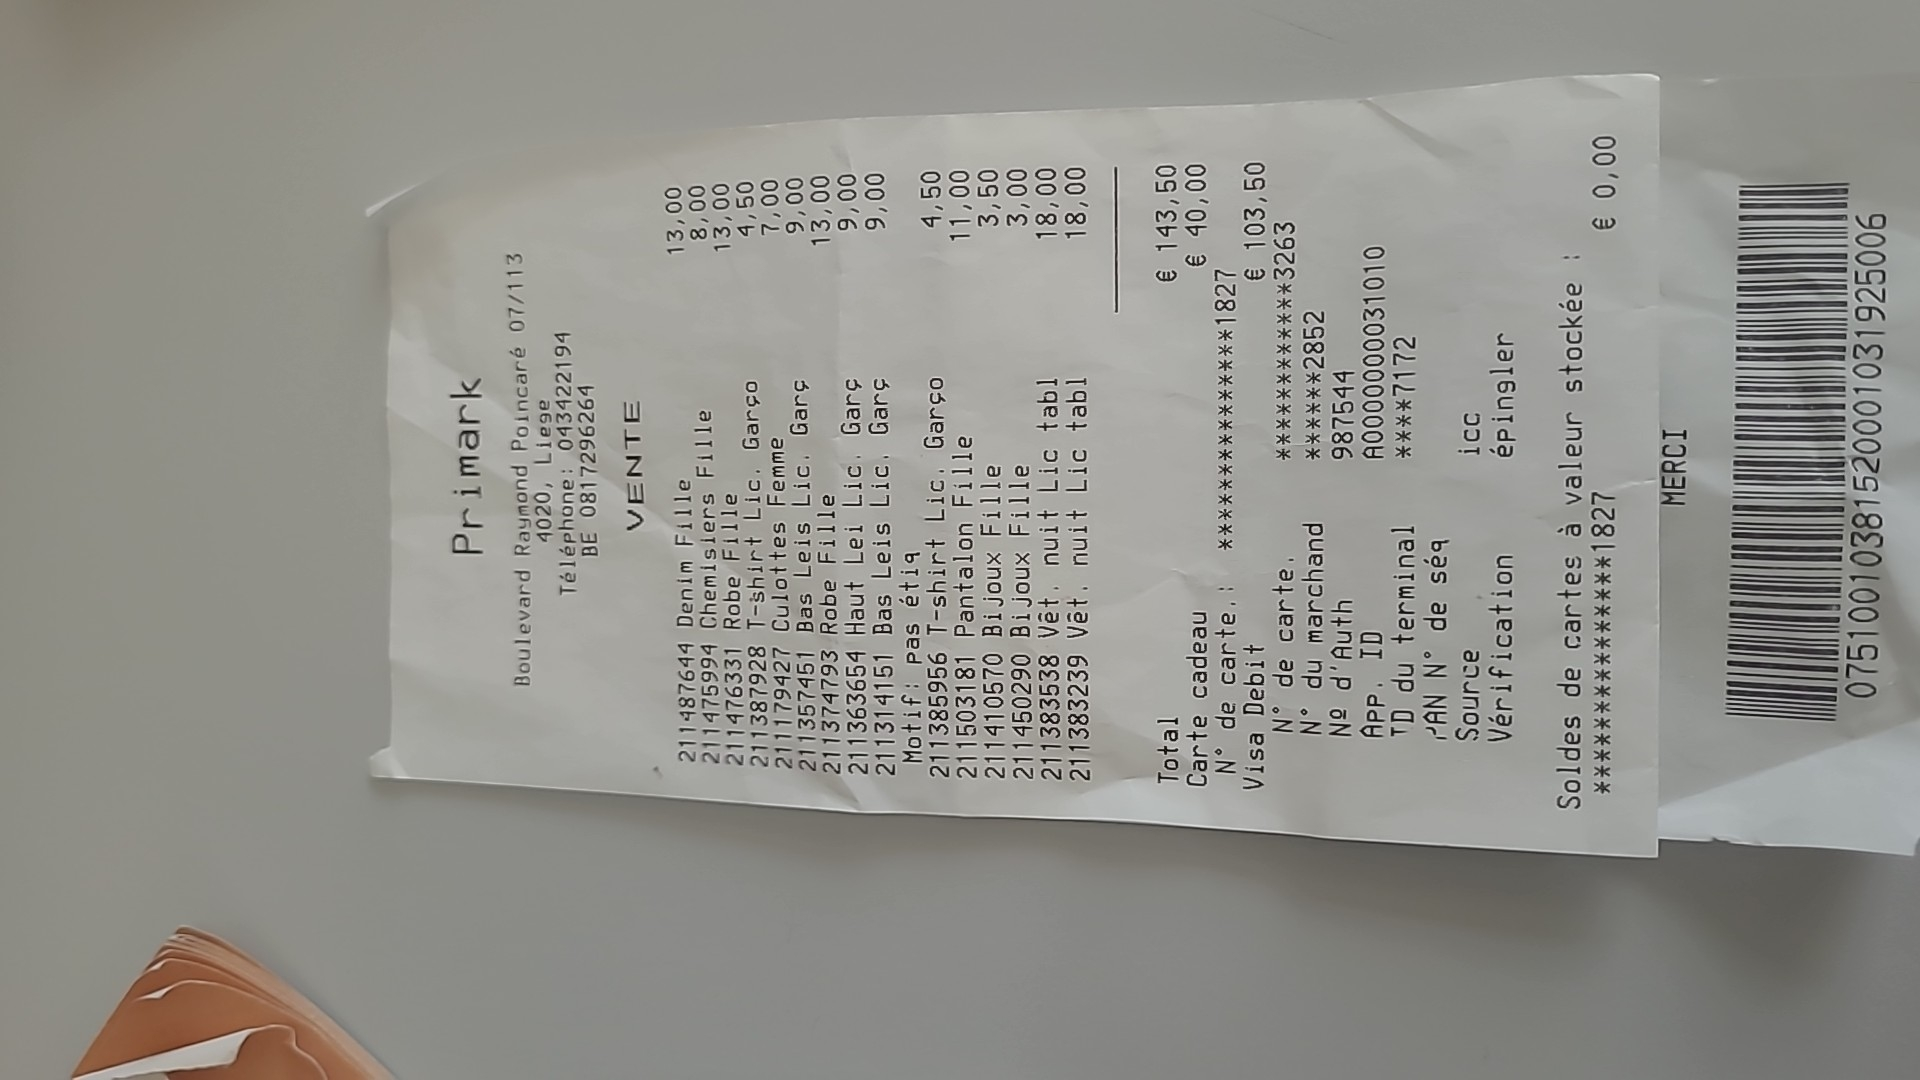 Primark
Boulevard Raymond Poincaré 07/113
4020, Liege
Téléphone: 043422194
BE 0817296264
VENTE
211487644 Denim Fille 13,00
211475994 Chemisiers Fille 8,00
211476331 Robe Fille 13,00
211387928 T-shirt Lic. Garço 4,50
211179427 Culottes Femme 7,00
211357451 Bas Leis Lic. Garç 9,00
211374793 Robe Fille 13,00
211363654 Haut Lei Lic. Garç 9,00
211314151 Bas Leis Lic. Garç 9,00
Motif: pas étiq
211385956 T-shirt Lic. Garço 4,50
211503181 Pantalon Fille 11,00
211410570 Bijoux Fille 3,50
211450290 Bijoux Fille 3,00
211383538 Vêt. nuit Lic tabl 18,00
211383239 Vêt. nuit Lic tabl 18,00
Total € 143,50
Carte cadeau € 40,00
N° de carte. : ***************1827
Visa Debit € 103,50
N° de carte. ************3263
N° du marchand ******2852
Nº d'Auth 987544
App. ID A0000000031010
TD du terminal ****7172
PAN N° de séq
Source icc
Vérification épingler
Soldes de cartes à valeur stockée :
***************1827 € 0,00
MERCI
07510010381520001031925006